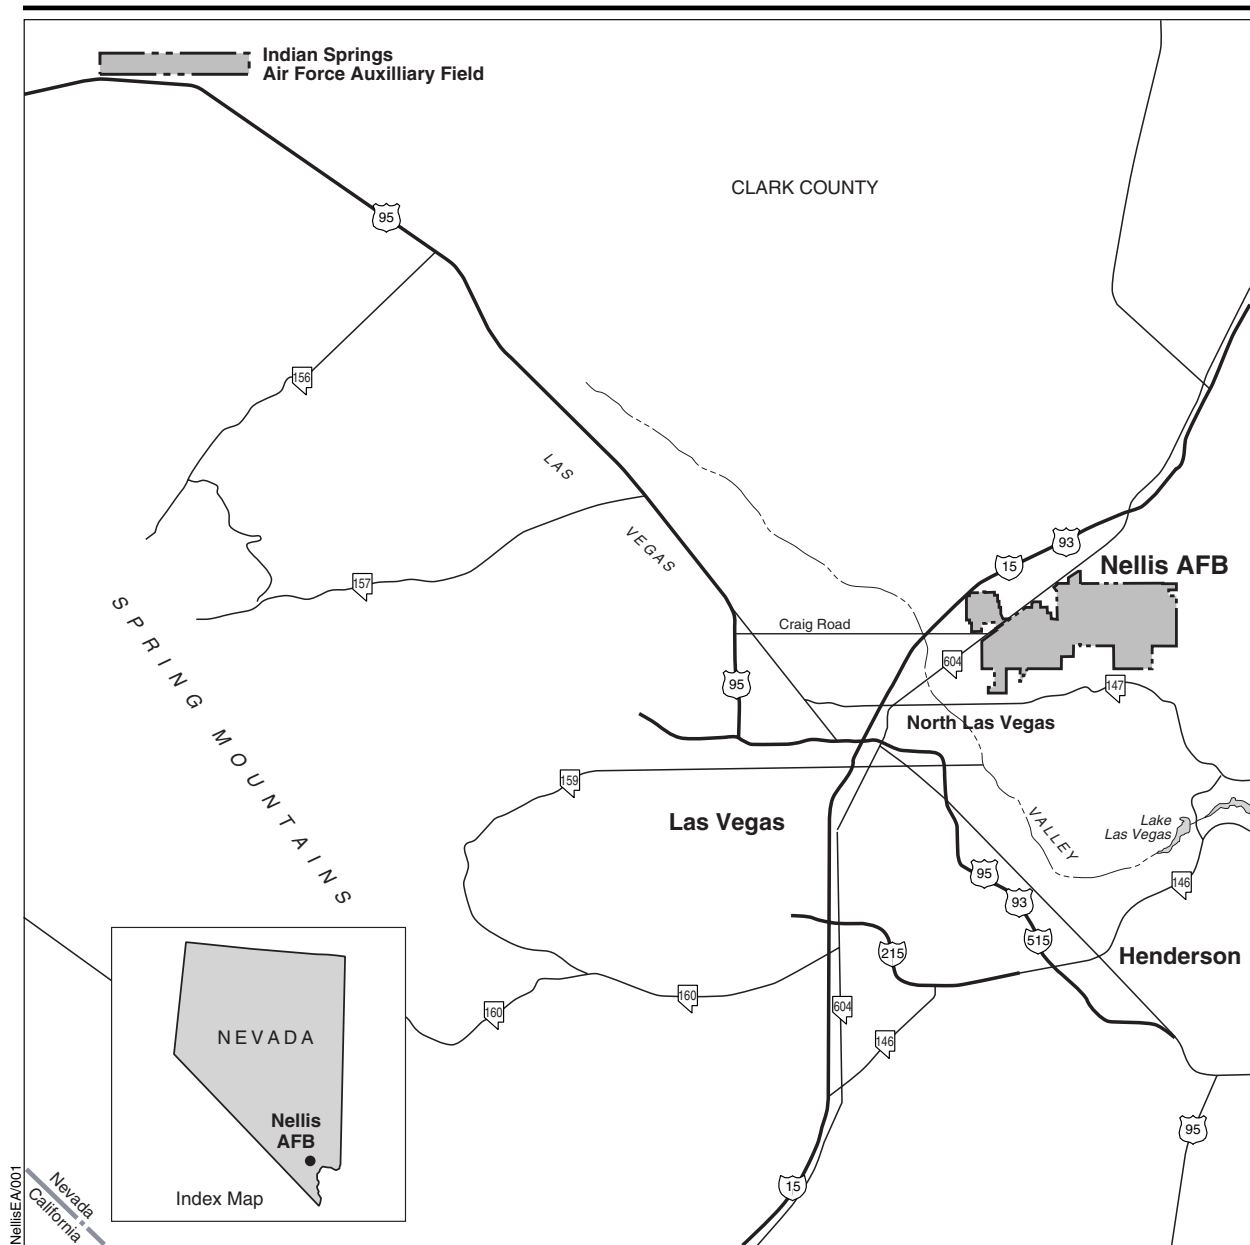 Indian Springs
Air Force Auxilliary Field
CLARK COUNTY
95
156
LAS
VEGAS
157
93
15
Nellis AFB
Craig Road
604
95
147
SPRING MOUNTAINS
North Las Vegas
159
Las Vegas
Lake
Las Vegas
VALLEY
95
146
93
515
215
Henderson
160
160
604
146
NEVADA
Nellis
AFB
95
Index Map
15
Nevada
California
NellisEA/001